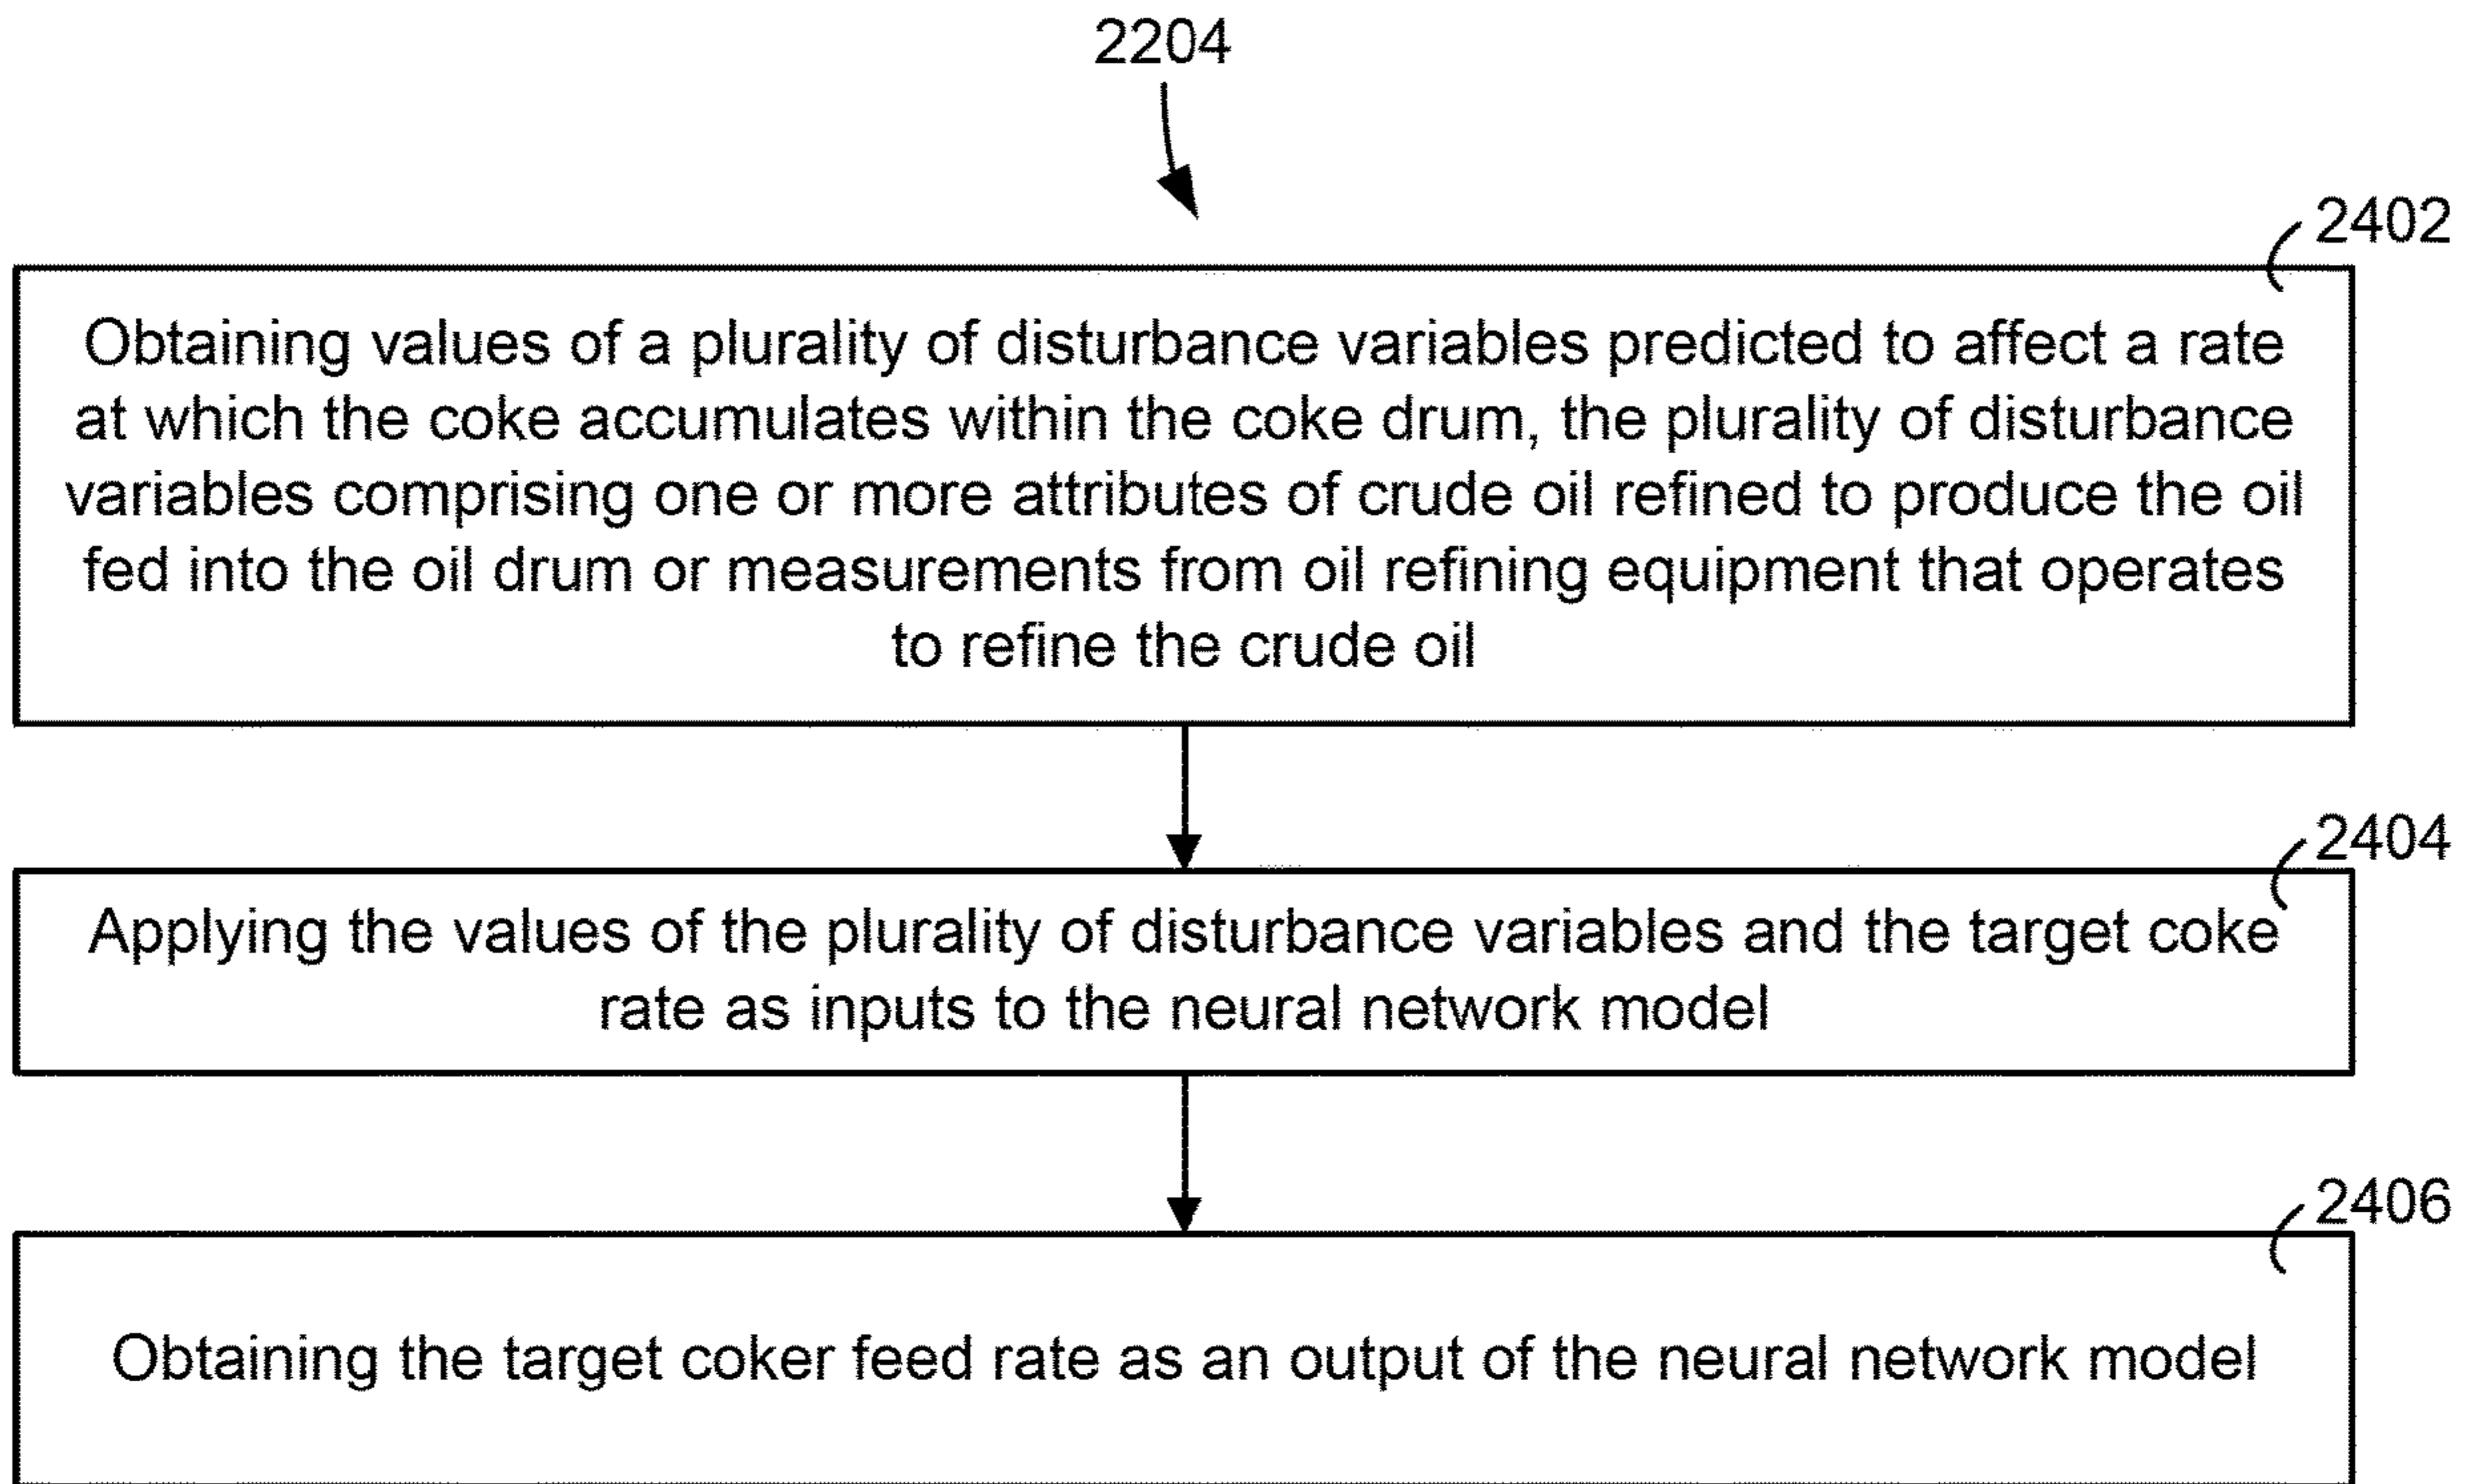 2204
2402
Obtaining values of a plurality of disturbance variables predicted to affect a rate
at which the coke accumulates within the coke drum, the plurality of disturbance
variables comprising one or more attributes of crude oil refined to produce the oil
fed into the oil drum or measurements from oil refining equipment that operates
to refine the crude oil
2404
Applying the values of the plurality of disturbance variables and the target coke
rate as inputs to the neural network model
2406
Obtaining the target coker feed rate as an output of the neural network model